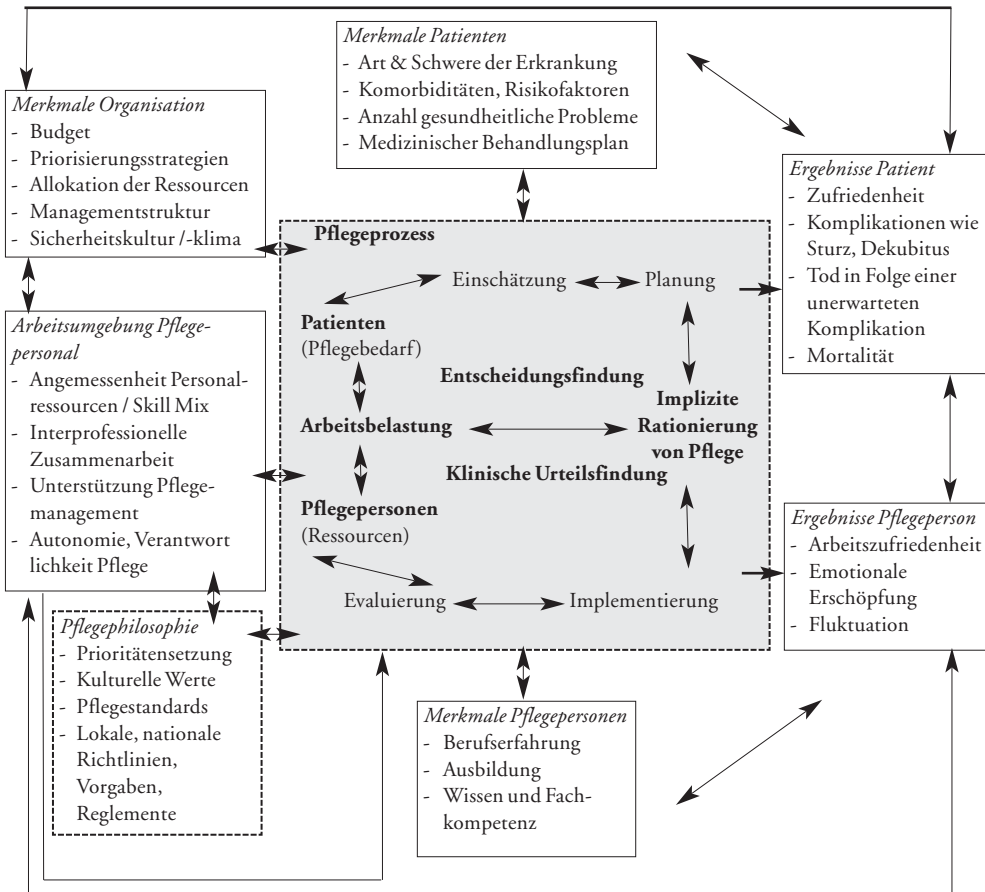 Merkmale Patienten
- Art & Schwere der Erkrankung
- Komorbiditäten, Risikofaktoren
- Anzahl gesundheitliche Probleme
- Medizinischer Behandlungsplan
Merkmale Organisation
- Budget
- Priorisierungsstrategien
- Allokation der Ressourcen
- Managementstruktur
- Sicherheitskultur /-klima
Arbeitsumgebung Pflege-
personal
- Angemessenheit Personal-
ressourcen / Skill Mix
- Interprofessionelle
Zusammenarbeit
- Unterstützung Pflege-
management
- Autonomie, Verantwort
lichkeit Pflege
Pflegephilosophie
- Prioritätensetzung
- Kulturelle Werte
- Pflegestandards
- Lokale, nationale
Richtlinien,
Vorgaben,
Reglemente
Pflegeprozess
Einschätzung
Planung
Patienten
(Pflegebedarf)
Entscheidungsfindung
Arbeitsbelastung
Implizite
Rationierung
von Pflege
Klinische Urteilsfindung
Pflegepersonen
(Ressourcen)
Evaluierung
Implementierung
Merkmale Pflegepersonen
- Berufserfahrung
- Ausbildung
- Wissen und Fach-
kompetenz
Ergebnisse Patient
- Zufriedenheit
- Komplikationen wie
Sturz, Dekubitus
- Tod in Folge einer
unerwarteten
Komplikation
- Mortalität
Ergebnisse Pflegeperson
- Arbeitszufriedenheit
- Emotionale
Erschöpfung
- Fluktuation